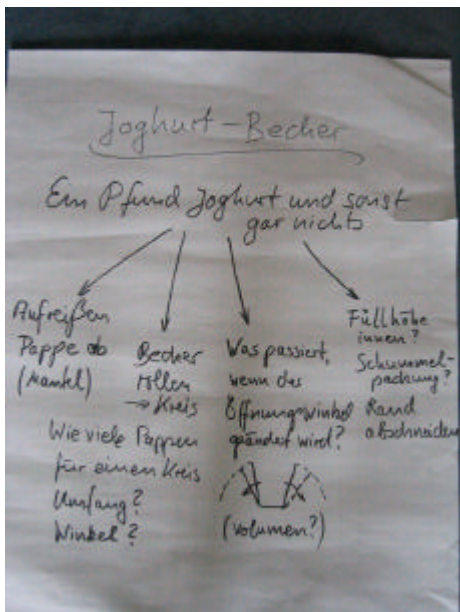 Joghurt-Becher
Ein Pfund Joghurt und sonst
gar nichts
Aufreißen
Pappe ab
(Mantel)
Becher
rollen
→ Kreis
Wie viele Pappen
für einen Kreis
Umfang?
Winkel?
Was passiert,
wenn der
Öffnungswinkel
geändert wird?
(Volumen?)
Füllhöhe
innen?
Schummel-
packung?
Rand
abschneiden